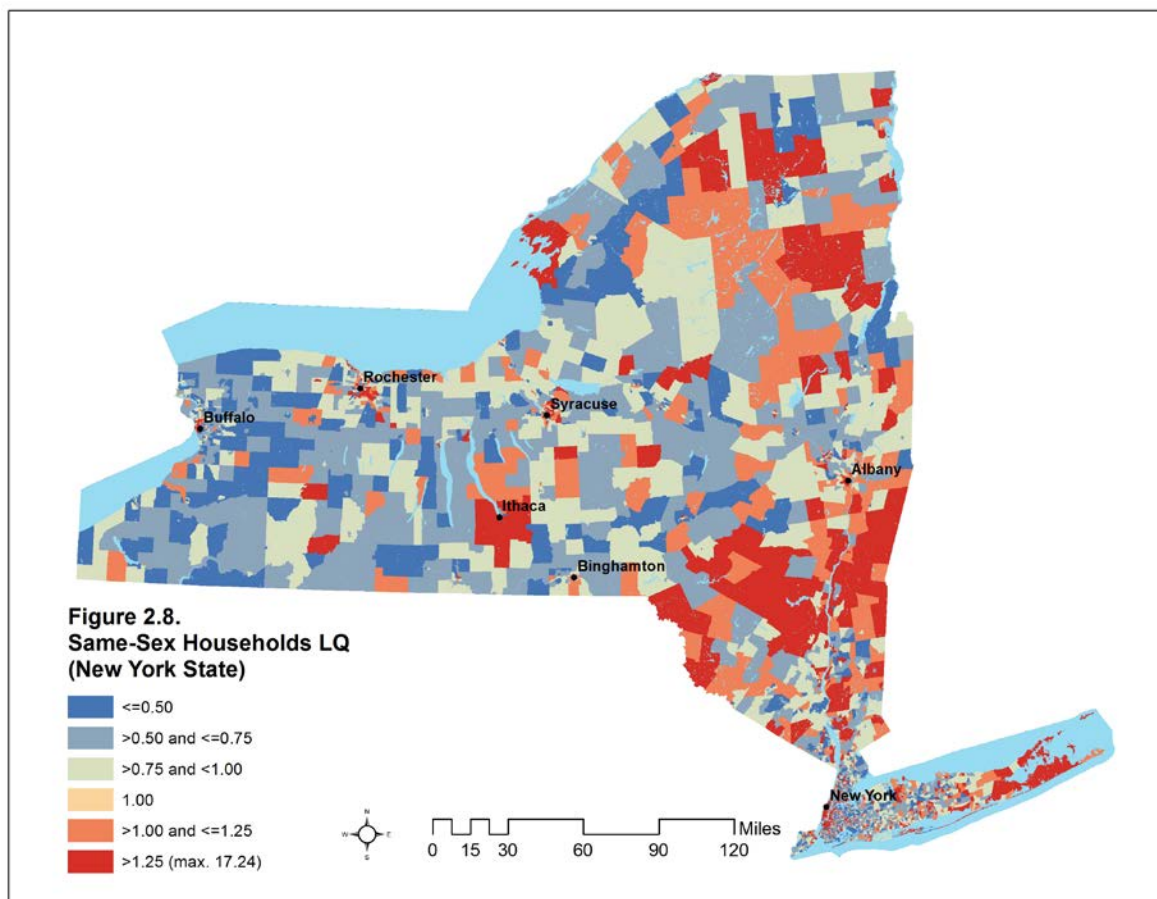 Rochester
Syracuse
Buffalo
Albany
Ithaca
Binghamton
Figure 2.8.
Same-Sex Households LQ
(New York State)
<=0.50
>0.50 and <=0.75
>0.75 and <1.00
1.00
>1.00 and <=1.25
>1.25 (max. 17.24)
New York
N
W E
S
Miles
0 15 30 60 90 120